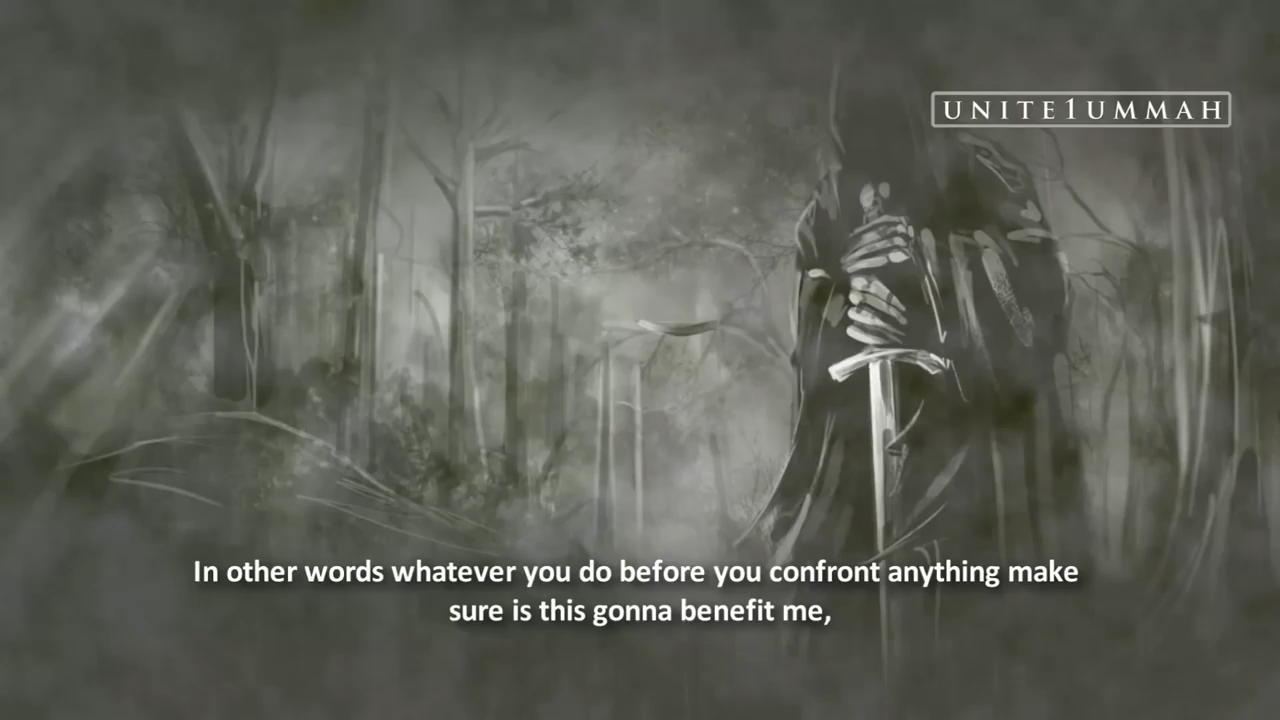 UNITE1UMMAH
In other words whatever you do before you confront anything make
sure is this gonna benefit me,